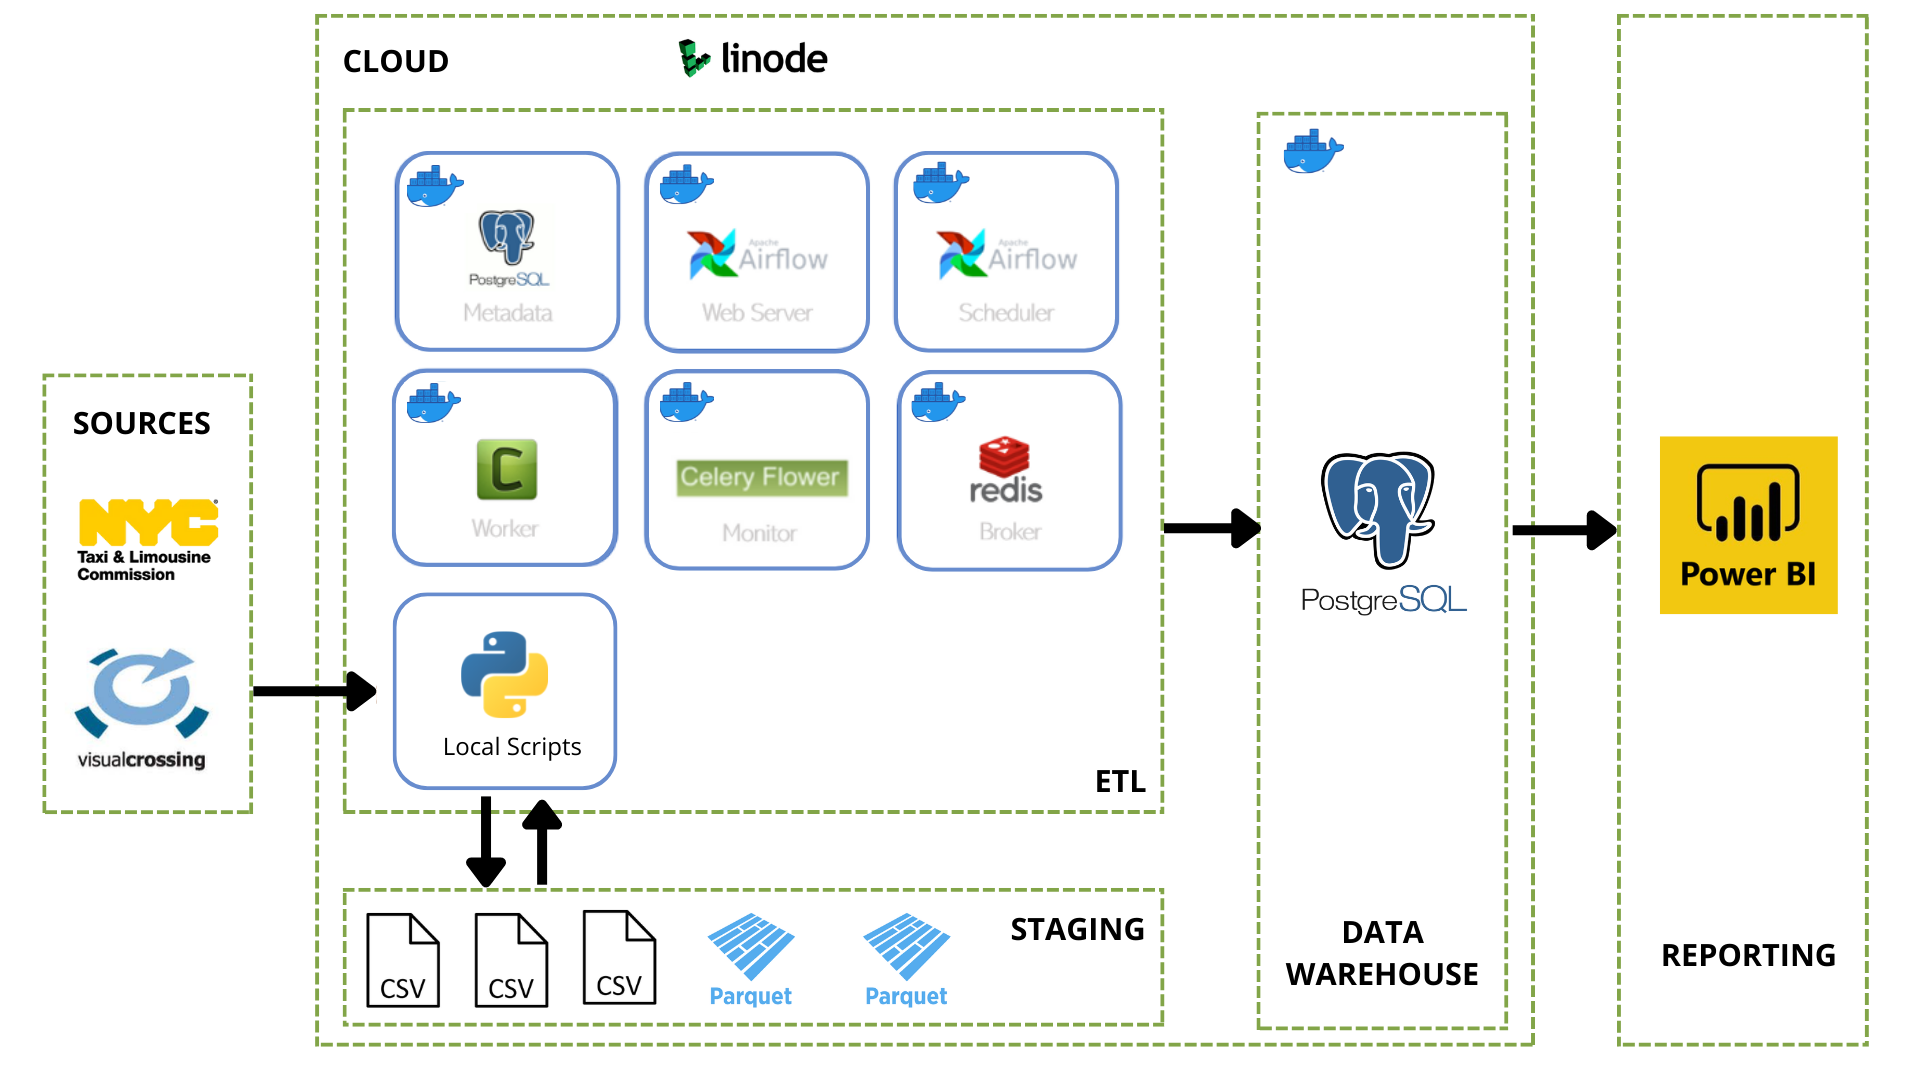 CLOUD
linode
PostgreSQL
Metadata
Apache
Airflow
Web Server
Apache
Airflow
Scheduler
SOURCES
NYC
Taxi & Limousine
Commission
visualcrossing
C
Worker
Celery Flower
Monitor
redis
Broker
Local Scripts
ETL
CSV
CSV
CSV
Parquet
Parquet
STAGING
PostgreSQL
DATA
WAREHOUSE
Power BI
REPORTING